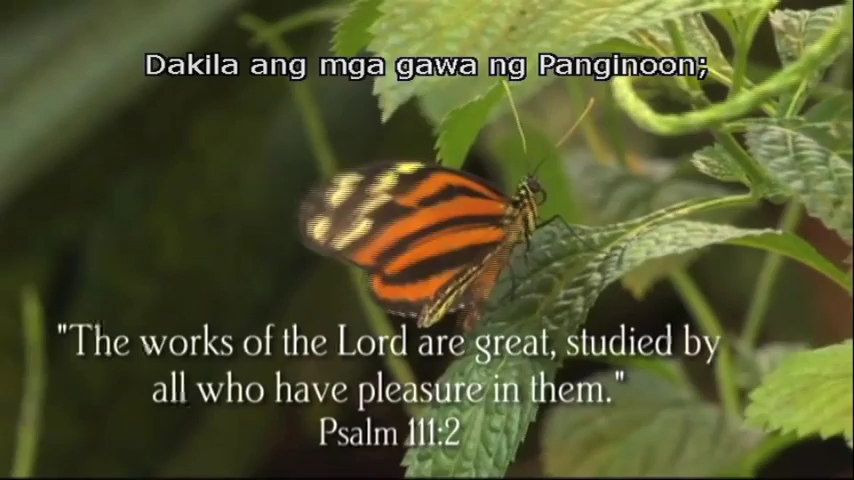 Dakila ang mga gawa ng Panginoon;
"The works of the Lord are great, studied by
all who have pleasure in them."
Psalm 111:2